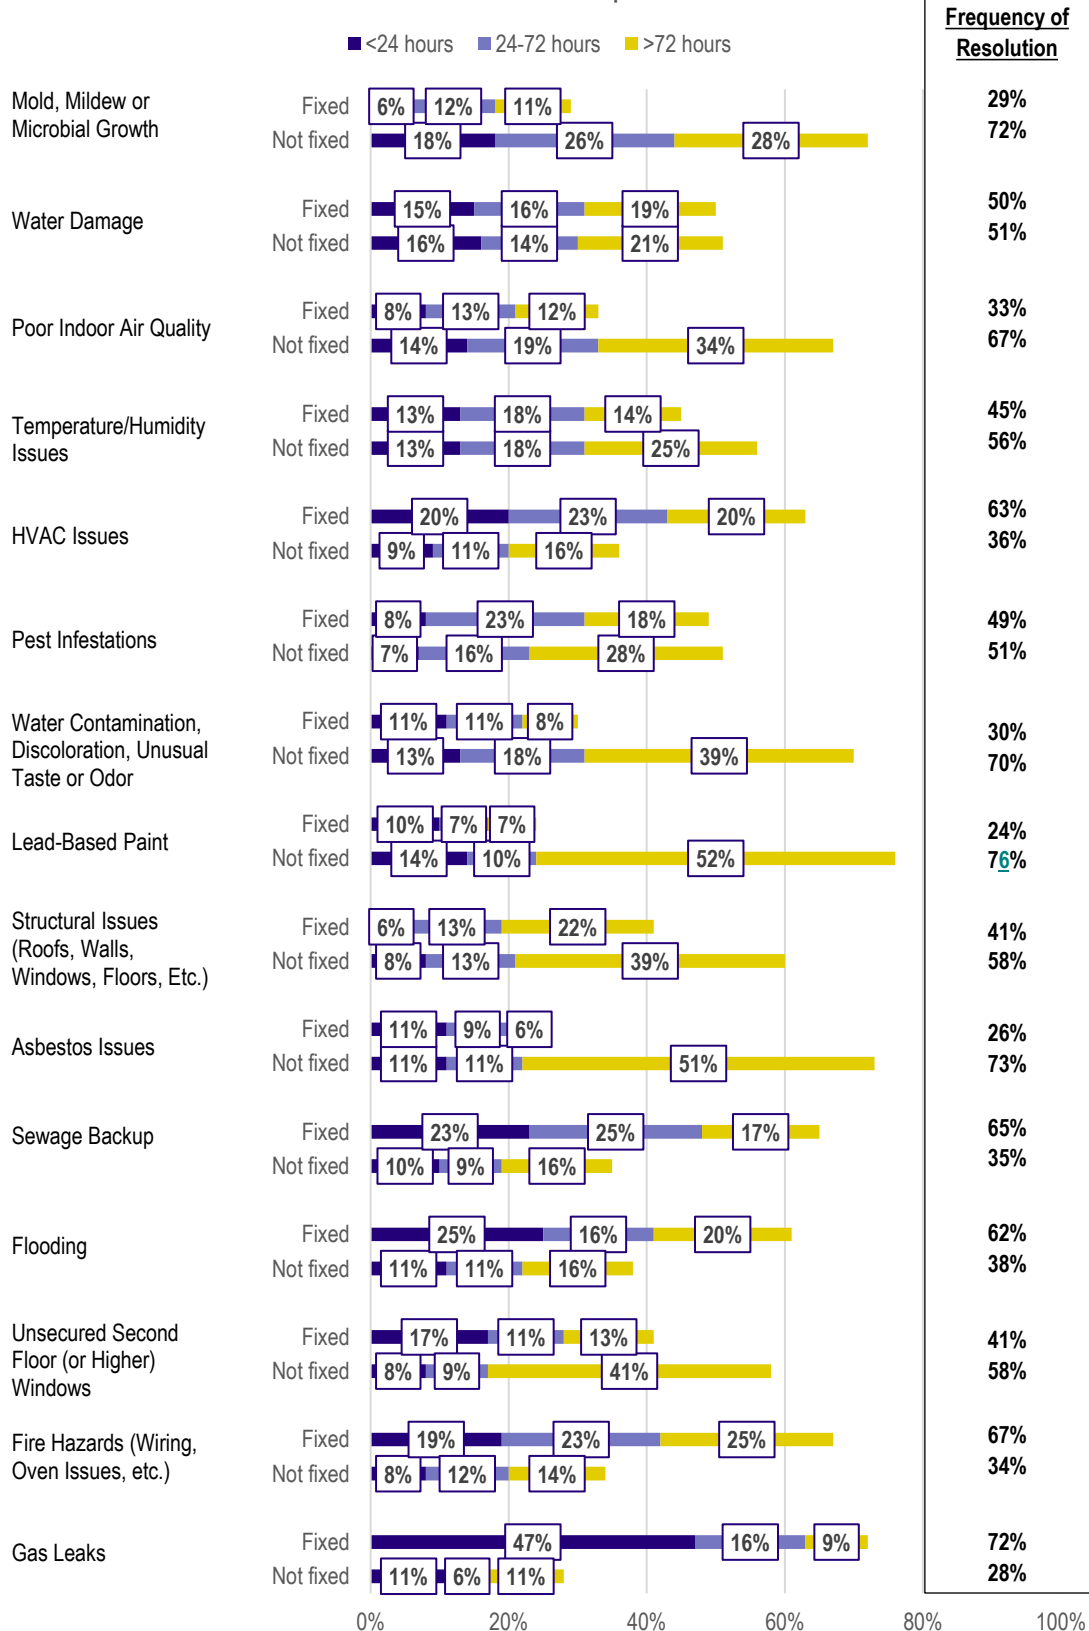 Frequency of
Resolution
<24 hours 24-72 hours >72 hours
Mold, Mildew or
Microbial Growth
Fixed 6% 12% 11% 29%
Not fixed 18% 26% 28% 72%
Water Damage
Fixed 15% 16% 19% 50%
Not fixed 16% 14% 21% 51%
Poor Indoor Air Quality
Fixed 8% 13% 12% 33%
Not fixed 14% 19% 34% 67%
Temperature/Humidity
Issues
Fixed 13% 18% 14% 45%
Not fixed 13% 18% 25% 56%
HVAC Issues
Fixed 20% 23% 20% 63%
Not fixed 9% 11% 16% 36%
Pest Infestations
Fixed 8% 23% 18% 49%
Not fixed 7% 16% 28% 51%
Water Contamination,
Discoloration, Unusual
Taste or Odor
Fixed 11% 11% 8% 30%
Not fixed 13% 18% 39% 70%
Lead-Based Paint
Fixed 10% 7% 7% 24%
Not fixed 14% 10% 52% 76%
Structural Issues
(Roofs, Walls,
Windows, Floors, Etc.)
Fixed 6% 13% 22% 41%
Not fixed 8% 13% 39% 58%
Asbestos Issues
Fixed 11% 9% 6% 26%
Not fixed 11% 11% 51% 73%
Sewage Backup
Fixed 23% 25% 17% 65%
Not fixed 10% 9% 16% 35%
Flooding
Fixed 25% 16% 20% 62%
Not fixed 11% 11% 16% 38%
Unsecured Second
Floor (or Higher)
Windows
Fixed 17% 11% 13% 41%
Not fixed 8% 9% 41% 58%
Fire Hazards (Wiring,
Oven Issues, etc.)
Fixed 19% 23% 25% 67%
Not fixed 8% 12% 14% 34%
Gas Leaks
Fixed 47% 16% 9% 72%
Not fixed 11% 6% 11% 28%
0% 20% 40% 60% 80% 100%